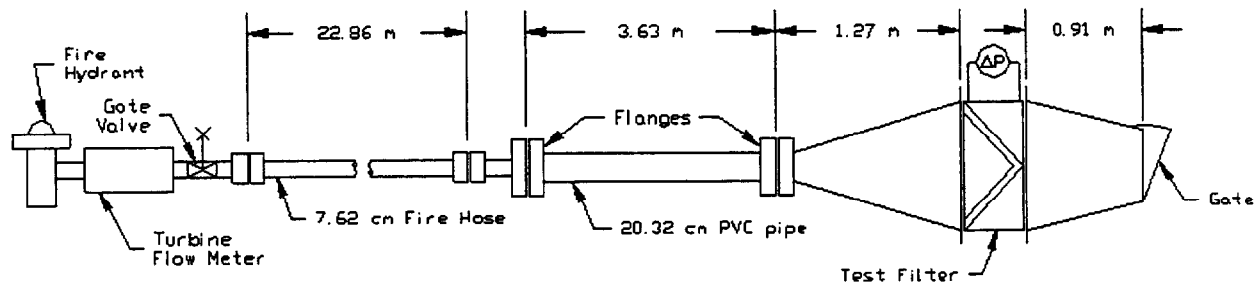 22.86 m
3.63 m
1.27 m
0.91 m
Fire
Hydrant
ΔP
Gate
Valve
Flanges
7.62 cm Fire Hose
20.32 cm PVC pipe
Gate
Turbine
Flow Meter
Test Filter